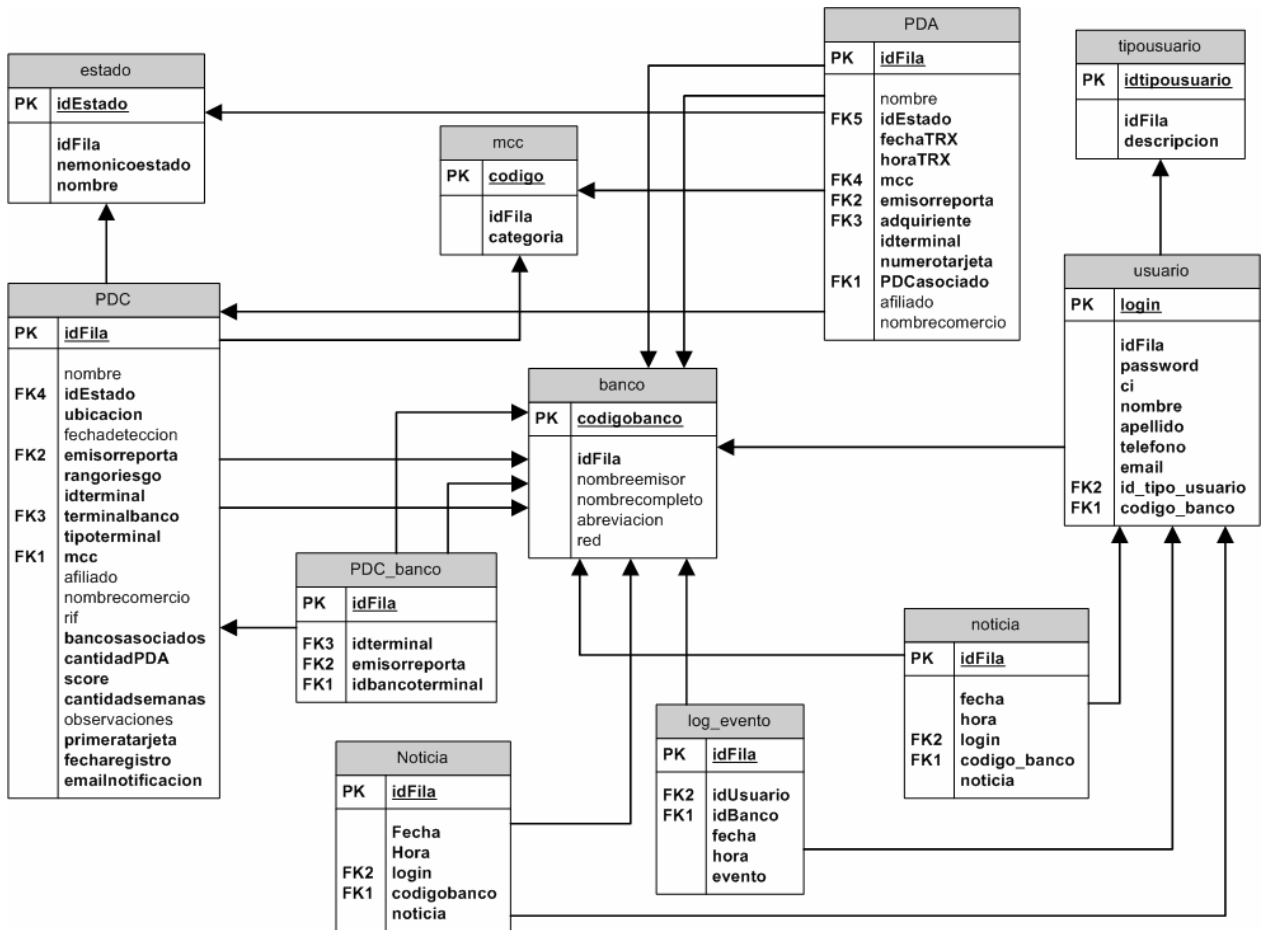 estado
PK idEstado
idFila
nemonicoestado
nombre
PDA
PK idFila
nombre
FK5 idEstado
fechaTRX
horaTRX
FK4 mcc
FK2 emisorreporta
FK3 adquiriente
idterminal
numerotarjeta
FK1 PDCasociado
afiliado
nombrecomercio
tipousuario
PK idtipousuario
idFila
descripcion
mcc
PK codigo
idFila
categoria
PDC
PK idFila
nombre
FK4 idEstado
ubicacion
fechadeteccion
FK2 emisorreporta
rangoriesgo
idterminal
FK3 terminalbanco
tipoterminal
FK1 mcc
afiliado
nombrecomercio
rif
bancosasociados
cantidadPDA
score
cantidadsemanas
observaciones
primeratarjeta
fecharegistro
emailnotificacion
banco
PK codigobanco
idFila
nombreemisor
nombrecompleto
abreviacion
red
usuario
PK login
idFila
password
ci
nombre
apellido
telefono
email
FK2 id_tipo_usuario
FK1 codigo_banco
PDC_banco
PK idFila
FK3 idterminal
FK2 emisorreporta
FK1 idbancoterminal
noticia
PK idFila
fecha
hora
FK2 login
FK1 codigo_banco
noticia
log_evento
PK idFila
FK2 idUsuario
FK1 idBanco
fecha
hora
evento
Noticia
PK idFila
Fecha
Hora
FK2 login
FK1 codigobanco
noticia